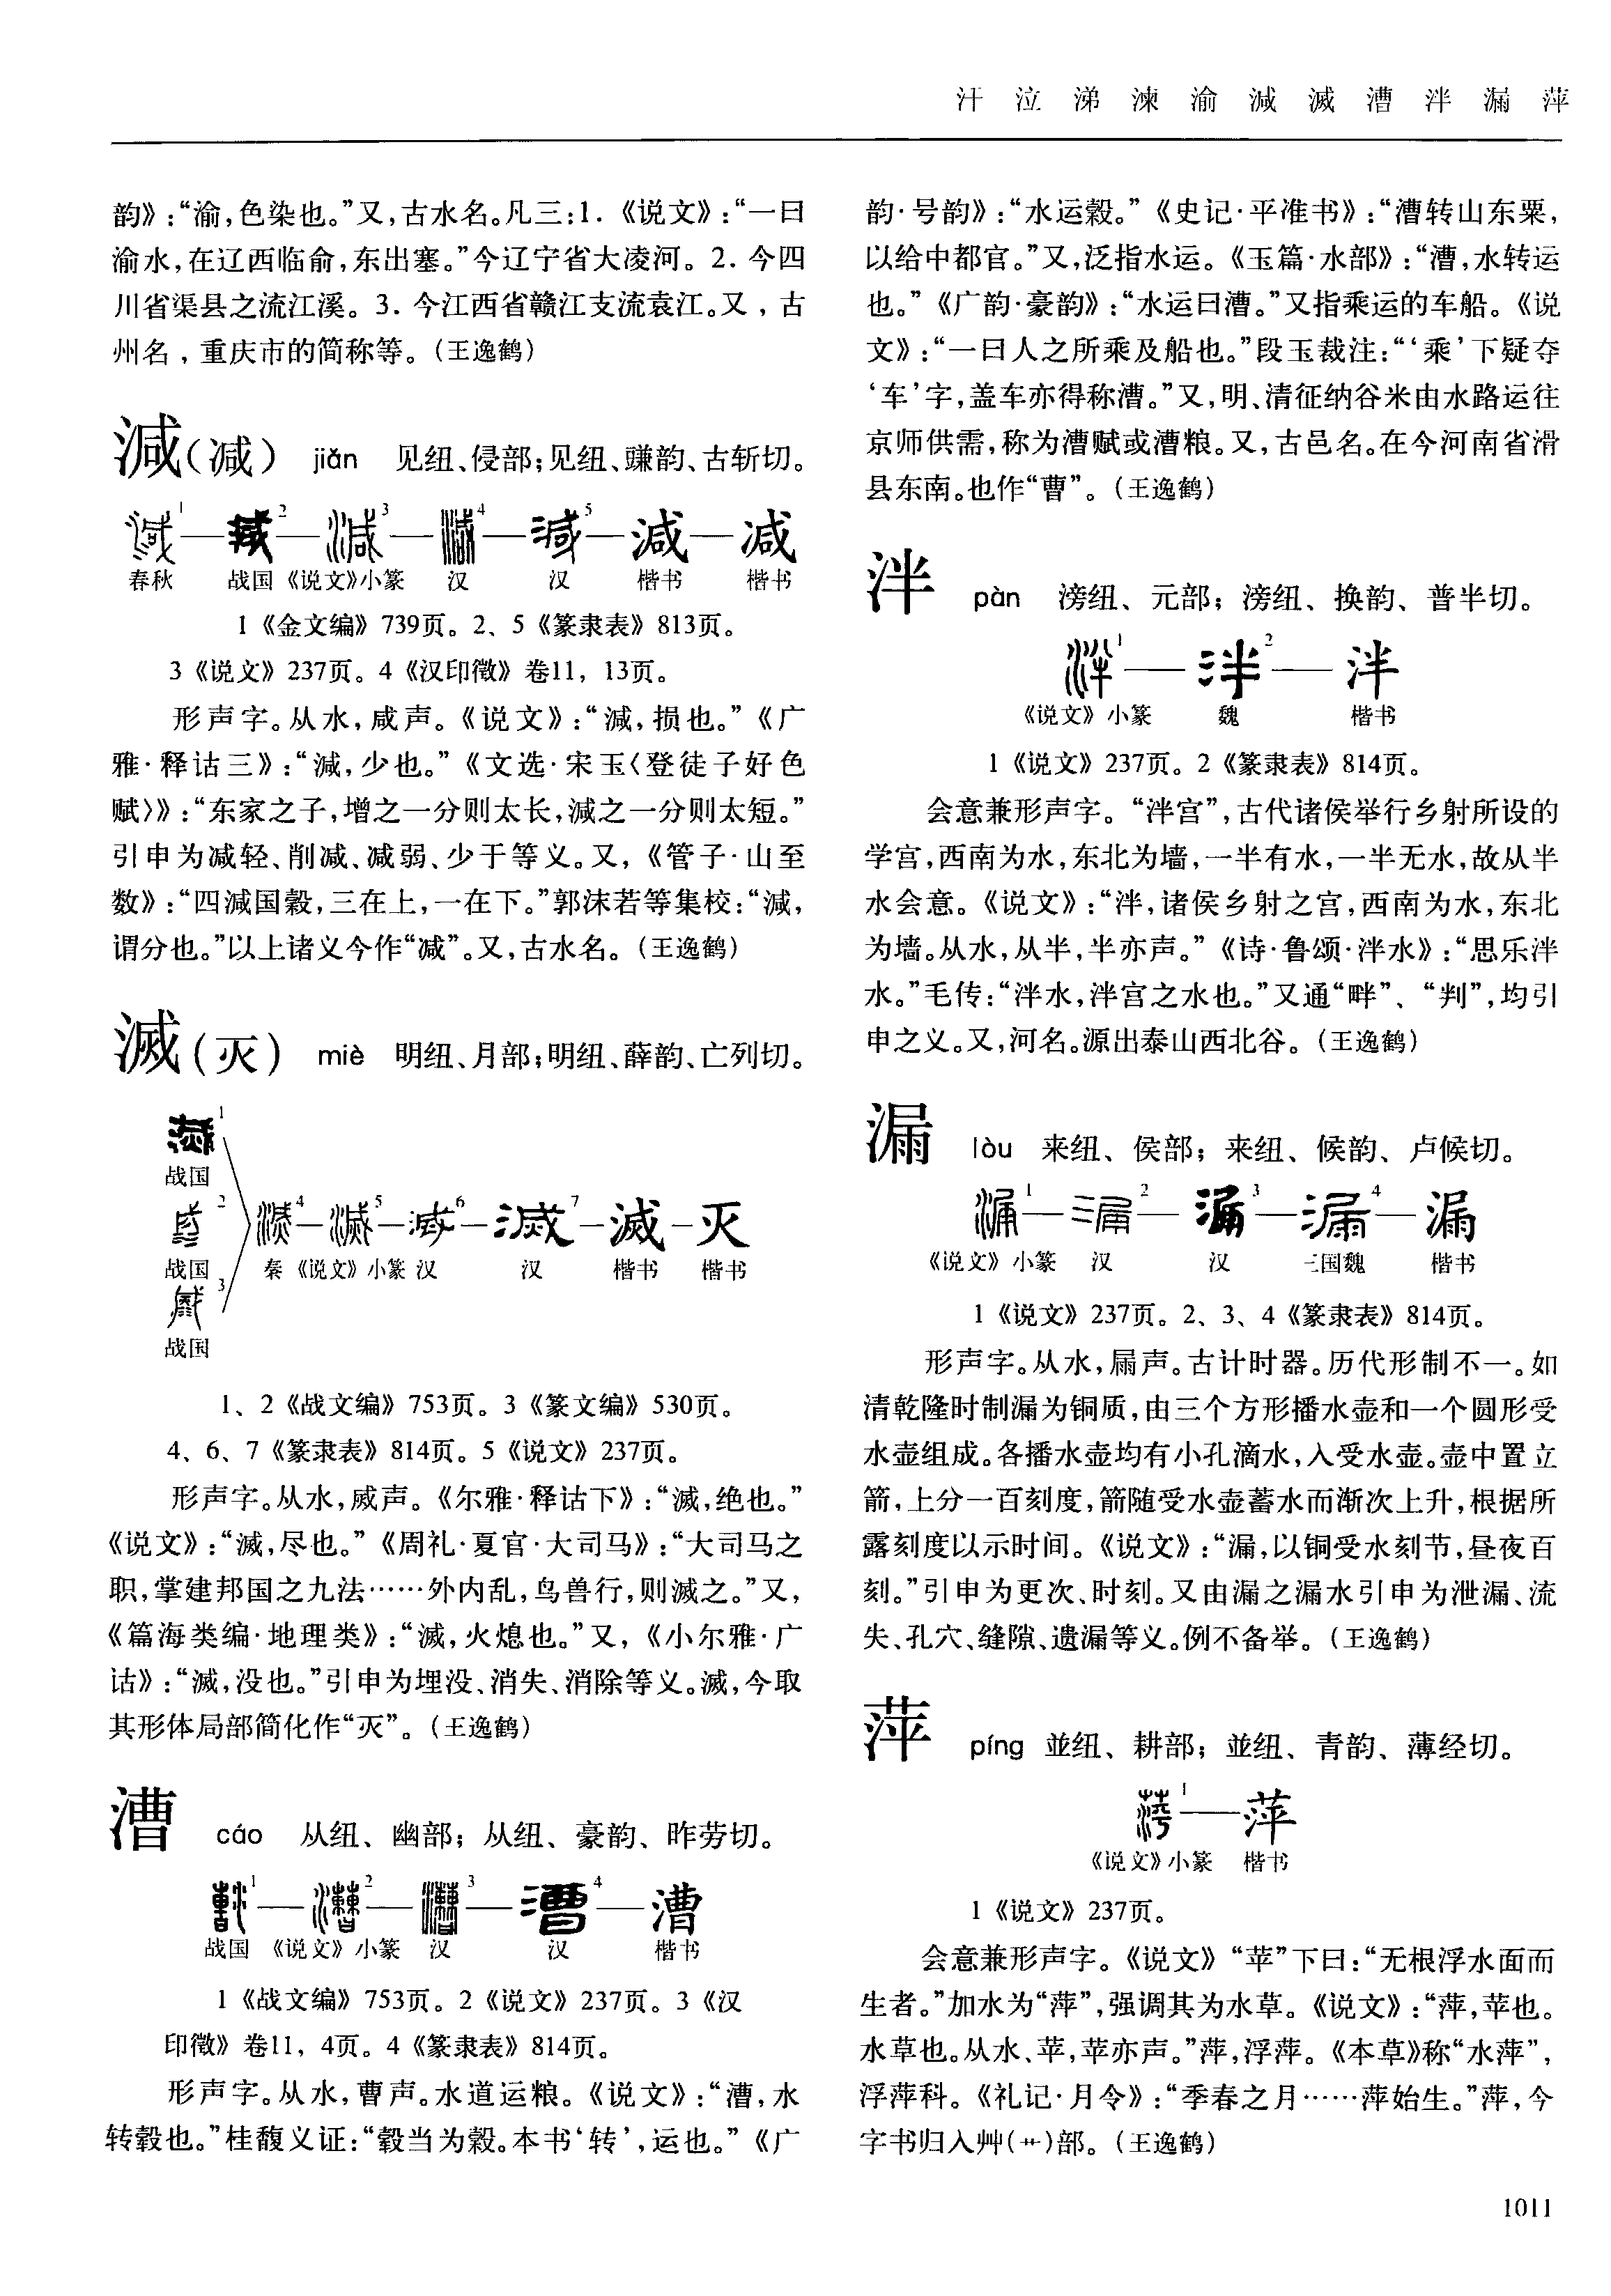 汗 泣 涕 湅 渝 減 滅 漕 泮 漏 萍
韵》:“渝,色染也。”又,古水名。凡三:1.《说文》:“一曰
渝水,在辽西临俞,东出塞。”今辽宁省大凌河。2. 今四
川省渠县之流江溪。3. 今江西省赣江支流袁江。又,古
州名,重庆市的简称等。(王逸鹤)
減(减) jiǎn 见纽、侵部;见纽、豏韵、古斩切。
1 — 2 — 3 — 4 — 5 — 減 — 减
春秋 战国 《说文》小篆 汉 汉 楷书 楷书
1《金文编》739页。2、5《篆隶表》813页。
3《说文》237页。4《汉印徵》卷11,13页。
形声字。从水,咸声。《说文》:“減,损也。”《广
雅·释诂三》:“減,少也。”《文选·宋玉〈登徒子好色
赋〉》:“东家之子,增之一分则太长,減之一分则太短。”
引申为减轻、削减、减弱、少于等义。又,《管子·山至
数》:“四減国穀,三在上,一在下。”郭沫若等集校:“減,
谓分也。”以上诸义今作“减”。又,古水名。(王逸鹤)
滅(灭) miè 明纽、月部;明纽、薛韵、亡列切。
1
战国
2
4 — 5 — 6 — 7 — 滅 — 灭
战国 秦 《说文》小篆 汉 汉 楷书 楷书
3
战国
1、2《战文编》753页。3《篆文编》530页。
4、6、7《篆隶表》814页。5《说文》237页。
形声字。从水,烕声。《尔雅·释诂下》:“滅,绝也。”
《说文》:“滅,尽也。”《周礼·夏官·大司马》:“大司马之
职,掌建邦国之九法……外内乱,鸟兽行,则滅之。”又,
《篇海类编·地理类》:“滅,火熄也。”又,《小尔雅·广
诂》:“滅,没也。”引申为埋没、消失、消除等义。滅,今取
其形体局部简化作“灭”。(王逸鹤)
漕 cáo 从纽、幽部;从纽、豪韵、昨劳切。
1 — 2 — 3 — 4 — 漕
战国 《说文》小篆 汉 汉 楷书
1《战文编》753页。2《说文》237页。3《汉
印徵》卷11,4页。4《篆隶表》814页。
形声字。从水,曹声。水道运粮。《说文》:“漕,水
转毂也。”桂馥义证:“毂当为榖。本书‘转’,运也。”《广
韵·号韵》:“水运榖。”《史记·平准书》:“漕转山东粟,
以给中都官。”又,泛指水运。《玉篇·水部》:“漕,水转运
也。”《广韵·豪韵》:“水运曰漕。”又指乘运的车船。《说
文》:“一曰人之所乘及船也。”段玉裁注:“‘乘’下疑夺
‘车’字,盖车亦得称漕。”又,明、清征纳谷米由水路运往
京师供需,称为漕赋或漕粮。又,古邑名。在今河南省滑
县东南。也作“曹”。(王逸鹤)
泮 pàn 滂纽、元部;滂纽、换韵、普半切。
1 — 2 — 泮
《说文》小篆 魏 楷书
1《说文》237页。2《篆隶表》814页。
会意兼形声字。“泮宫”,古代诸侯举行乡射所设的
学宫,西南为水,东北为墙,一半有水,一半无水,故从半
水会意。《说文》:“泮,诸侯乡射之宫,西南为水,东北
为墙。从水,从半,半亦声。”《诗·鲁颂·泮水》:“思乐泮
水。”毛传:“泮水,泮宫之水也。”又通“畔”、“判”,均引
申之义。又,河名。源出泰山西北谷。(王逸鹤)
漏 lòu 来纽、侯部;来纽、候韵、卢候切。
1 — 2 — 3 — 4 — 漏
《说文》小篆 汉 汉 三国魏 楷书
1《说文》237页。2、3、4《篆隶表》814页。
形声字。从水,屚声。古计时器。历代形制不一。如
清乾隆时制漏为铜质,由三个方形播水壶和一个圆形受
水壶组成。各播水壶均有小孔滴水,入受水壶。壶中置立
箭,上分一百刻度,箭随受水壶蓄水而渐次上升,根据所
露刻度以示时间。《说文》:“漏,以铜受水刻节,昼夜百
刻。”引申为更次、时刻。又由漏之漏水引申为泄漏、流
失、孔穴、缝隙、遗漏等义。例不备举。(王逸鹤)
萍 píng 並纽、耕部;並纽、青韵、薄经切。
1 — 萍
《说文》小篆 楷书
1《说文》237页。
会意兼形声字。《说文》“苹”下曰:“无根浮水面而
生者。”加水为“萍”,强调其为水草。《说文》:“萍,苹也。
水草也。从水、苹,苹亦声。”萍,浮萍。《本草》称“水萍”,
浮萍科。《礼记·月令》:“季春之月……萍始生。”萍,今
字书归入艸(艹)部。(王逸鹤)
1011